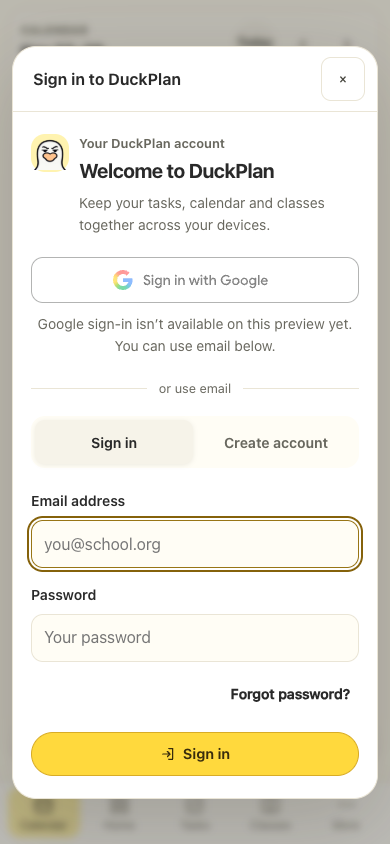 Sign in to DuckPlan
×
Your DuckPlan account
Welcome to DuckPlan
Keep your tasks, calendar and classes
together across your devices.
Sign in with Google
Google sign-in isn’t available on this preview yet.
You can use email below.
or use email
Sign in
Create account
Email address
you@school.org
Password
Your password
Forgot password?
Sign in